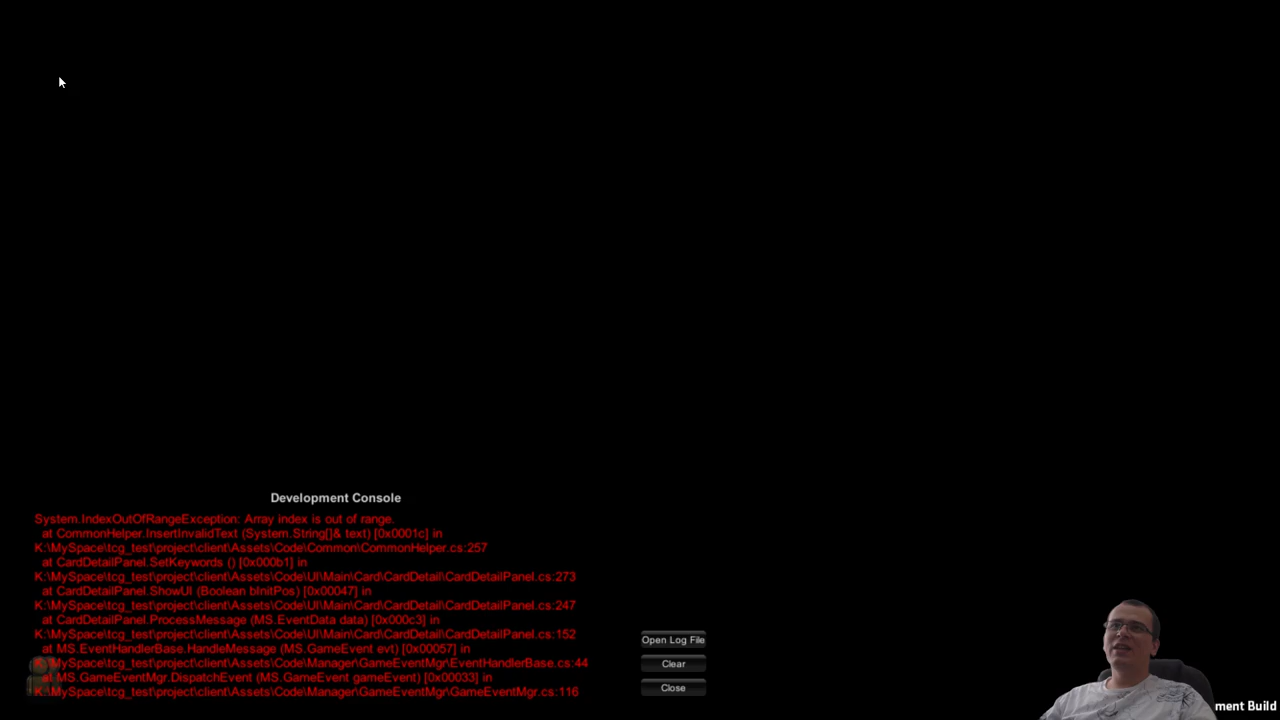 Development Console
System.IndexOutOfRangeException: Array index is out of range.
at CommonHelper.InsertInvalidText (System.String[]& text) [0x0001c] in
K:\MySpace\tcg_test\project\client\Assets\Code\Common\CommonHelper.cs:257
at CardDetailPanel.SetKeywords () [0x000b1] in
K:\MySpace\tcg_test\project\client\Assets\Code\UI\Main\Card\CardDetail\CardDetailPanel.cs:273
at CardDetailPanel.ShowUI (Boolean bInitPos) [0x00047] in
K:\MySpace\tcg_test\project\client\Assets\Code\UI\Main\Card\CardDetail\CardDetailPanel.cs:247
at CardDetailPanel.ProcessMessage (MS.EventData data) [0x000c3] in
K:\MySpace\tcg_test\project\client\Assets\Code\UI\Main\Card\CardDetail\CardDetailPanel.cs:152
at MS.EventHandlerBase.HandleMessage (MS.GameEvent evt) [0x00057] in
K:\MySpace\tcg_test\project\client\Assets\Code\Manager\GameEventMgr\EventHandlerBase.cs:44
at MS.GameEventMgr.DispatchEvent (MS.GameEvent gameEvent) [0x00033] in
K:\MySpace\tcg_test\project\client\Assets\Code\Manager\GameEventMgr\GameEventMgr.cs:116
Open Log File
Clear
Close
ment Build